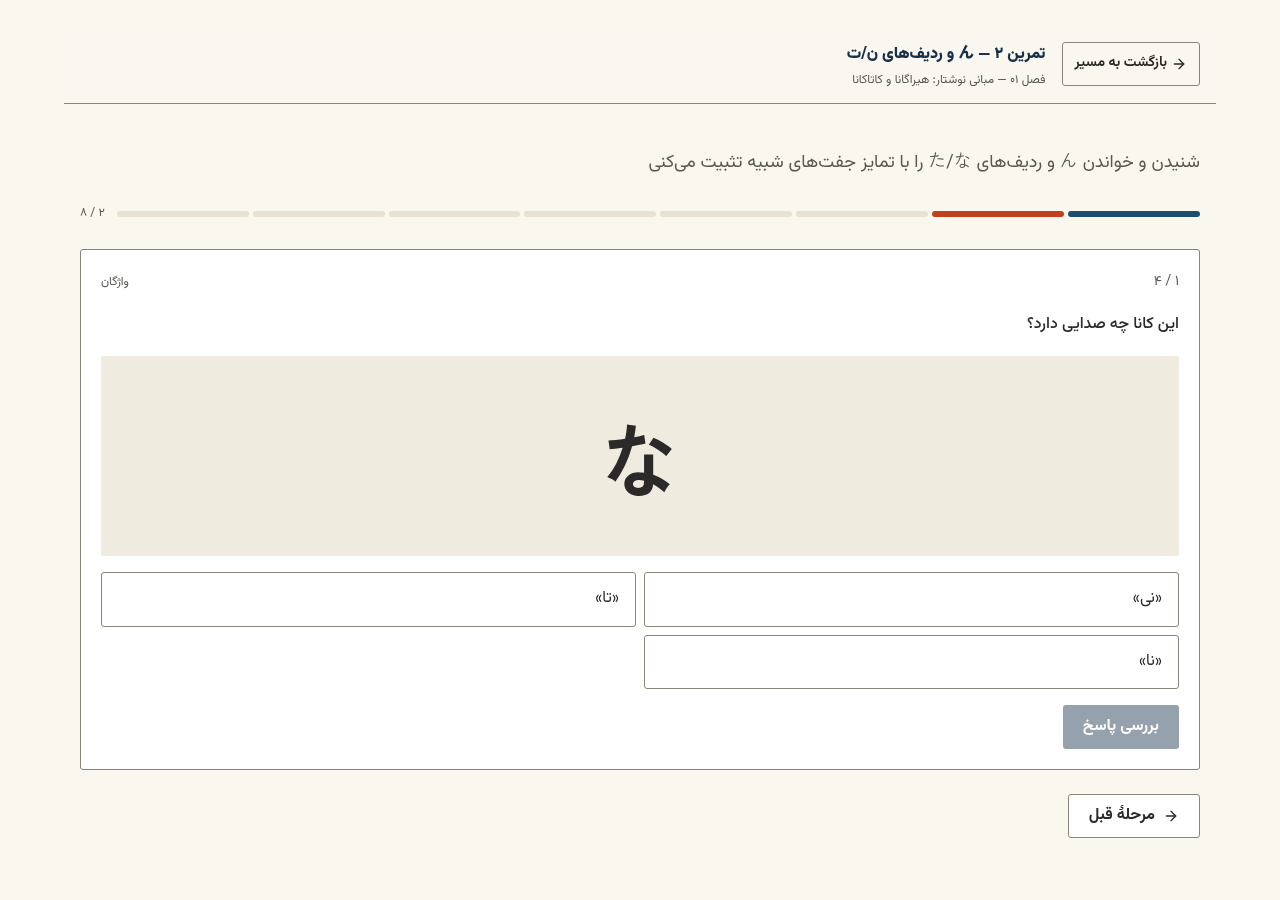 بازگشت به مسیر
تمرین ۲ — ん و ردیف‌های ن/ت
فصل ۰۱ — مبانی نوشتار: هیراگانا و کاتاکانا
شنیدن و خواندن ん و ردیف‌های な/た را با تمایز جفت‌های شبیه تثبیت می‌کنی
۲ / ۸
۱ / ۴
واژگان
این کانا چه صدایی دارد؟
な
«نی»
«تا»
«نا»
بررسی پاسخ
مرحلهٔ قبل